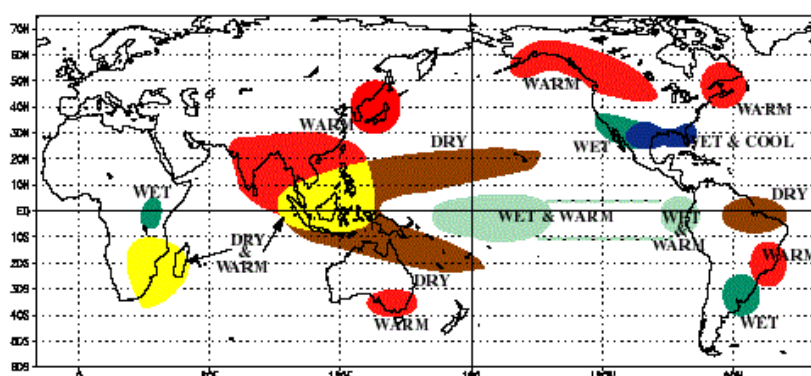 70N
60N
50N
40N
30N
20N
10N
EQ
10S
20S
30S
40S
50S
60S
0
WARM
WARM
WARM
DRY
WET
WET & COOL
WET
WET & WARM
WET
&
WARM
DRY
DRY
&
WARM
DRY
WARM
WARM
WET